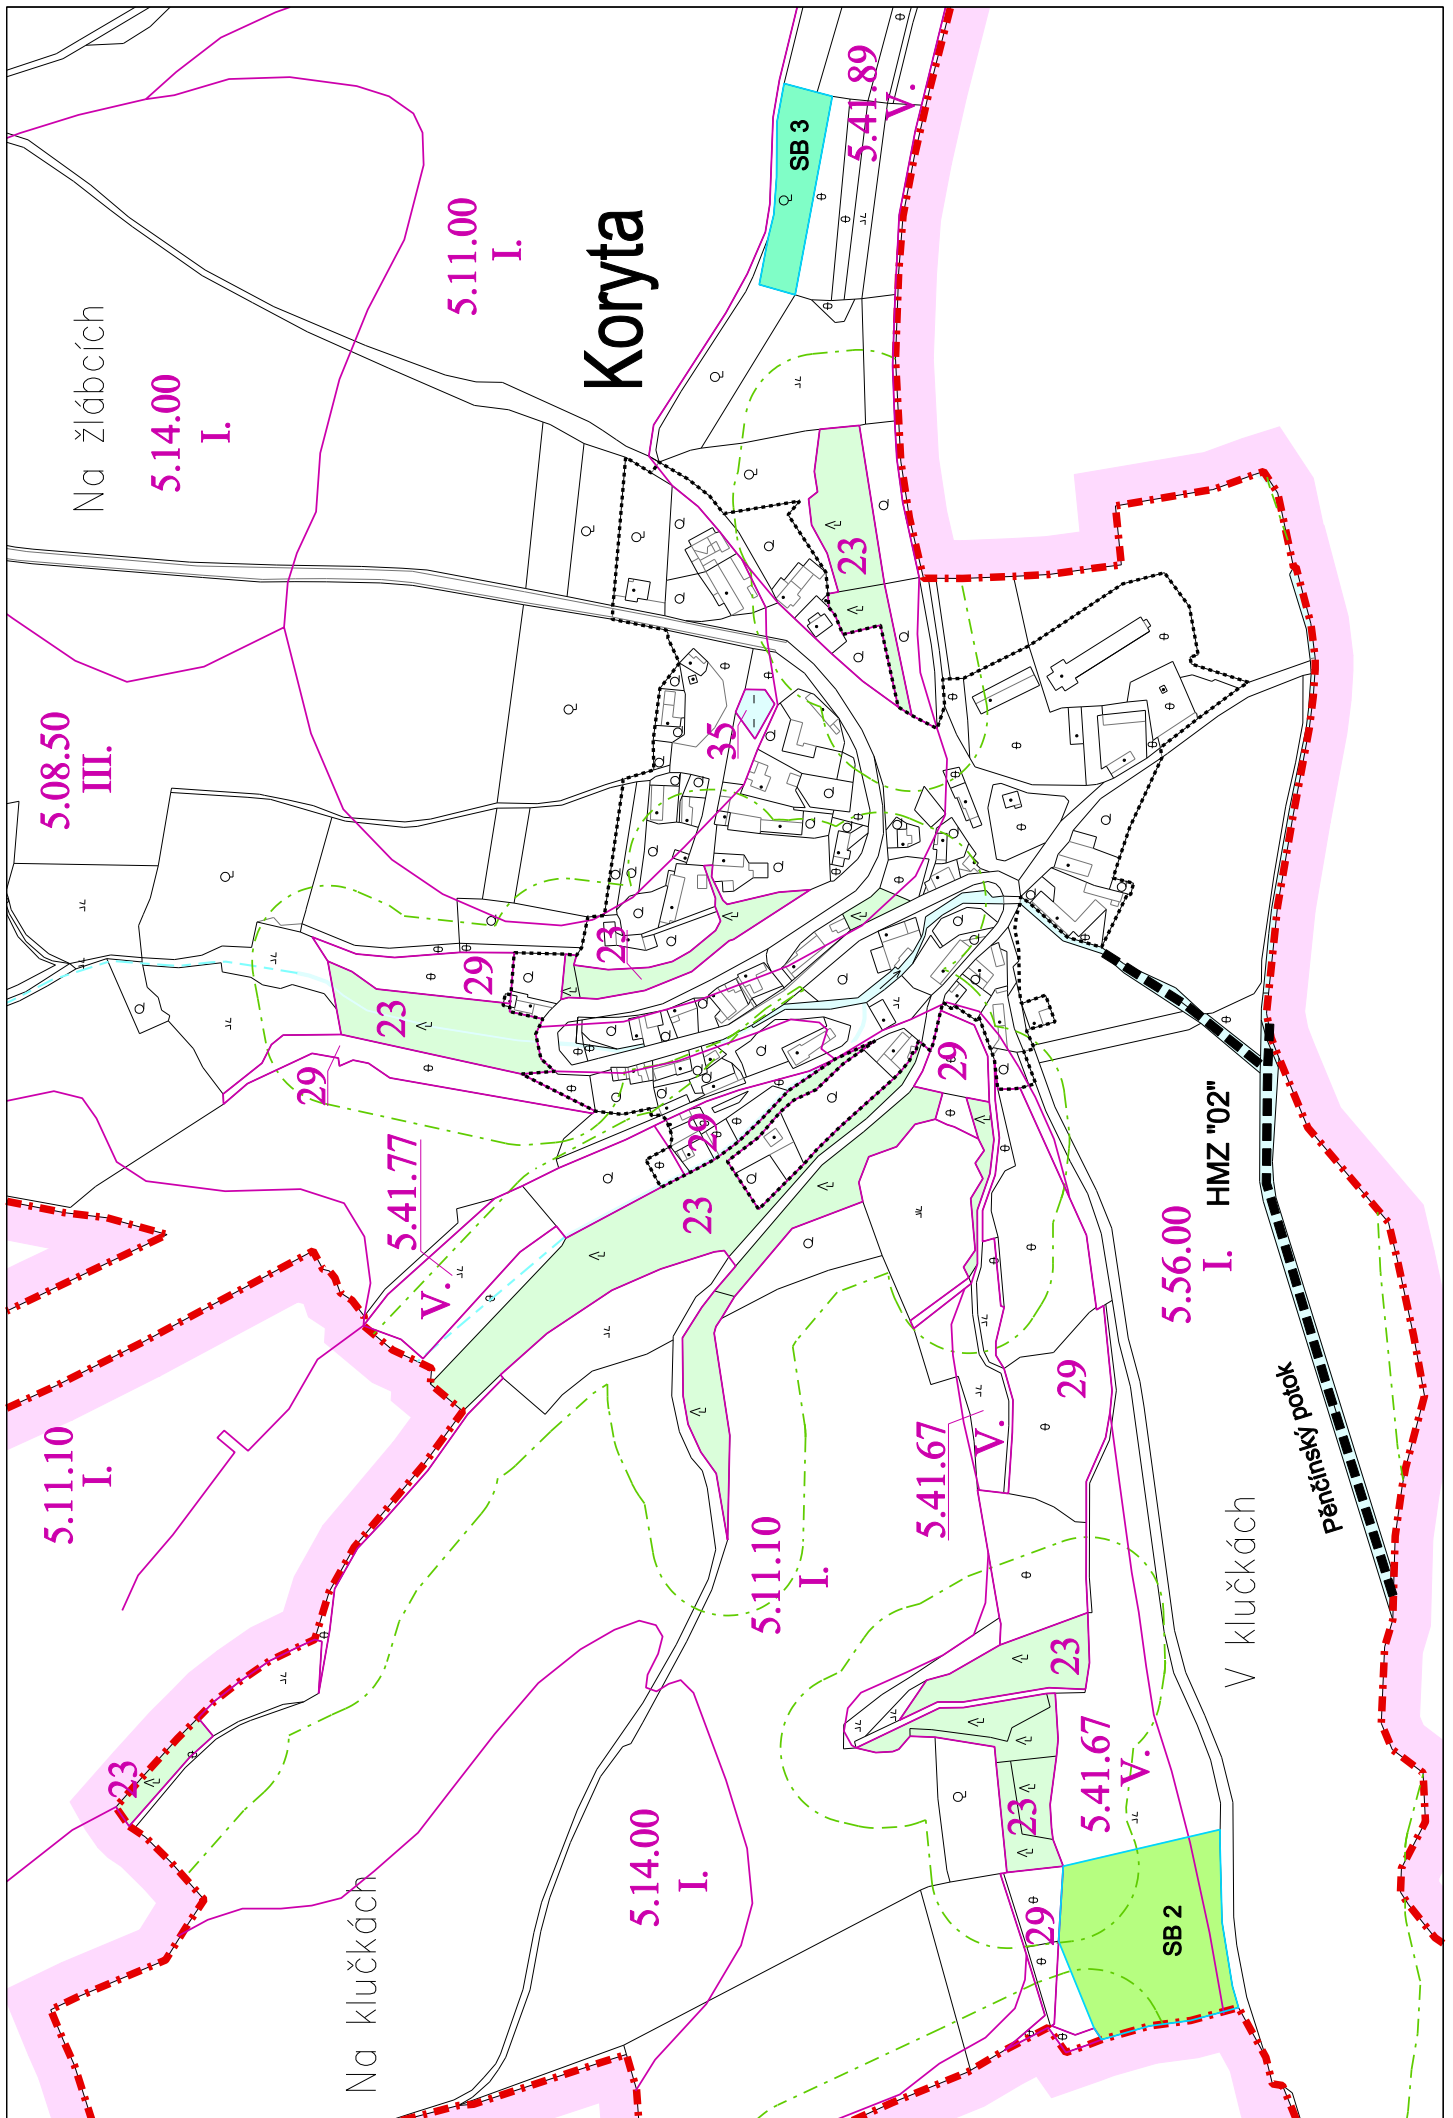 5.11.10
I.
23
Na klučkách
5.08.50
III.
Na žlábcích
5.14.00
I.
29
23
29
5.41.77
V.
5.11.00
I.
Koryta
23
35
29
23
5.14.00
I.
5.11.10
I.
SB 3
5.41.89
V.
23
29
5.41.67
V.
29
23
23
29
5.41.67
V.
SB 2
5.56.00
I.
HMZ "02"
V klučkách
Pěnčínský potok